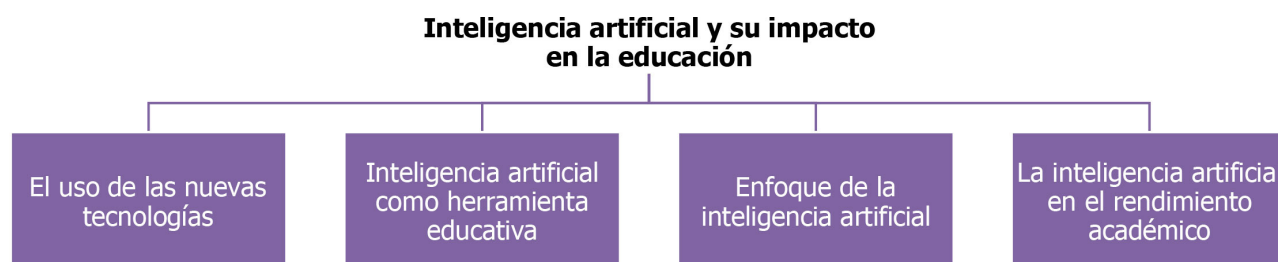 Inteligencia artificial y su impacto
en la educación
El uso de las nuevas
tecnologías
Inteligencia artificial
como herramienta
educativa
Enfoque de la
inteligencia artificial
La inteligencia artificia
en el rendimiento
académico